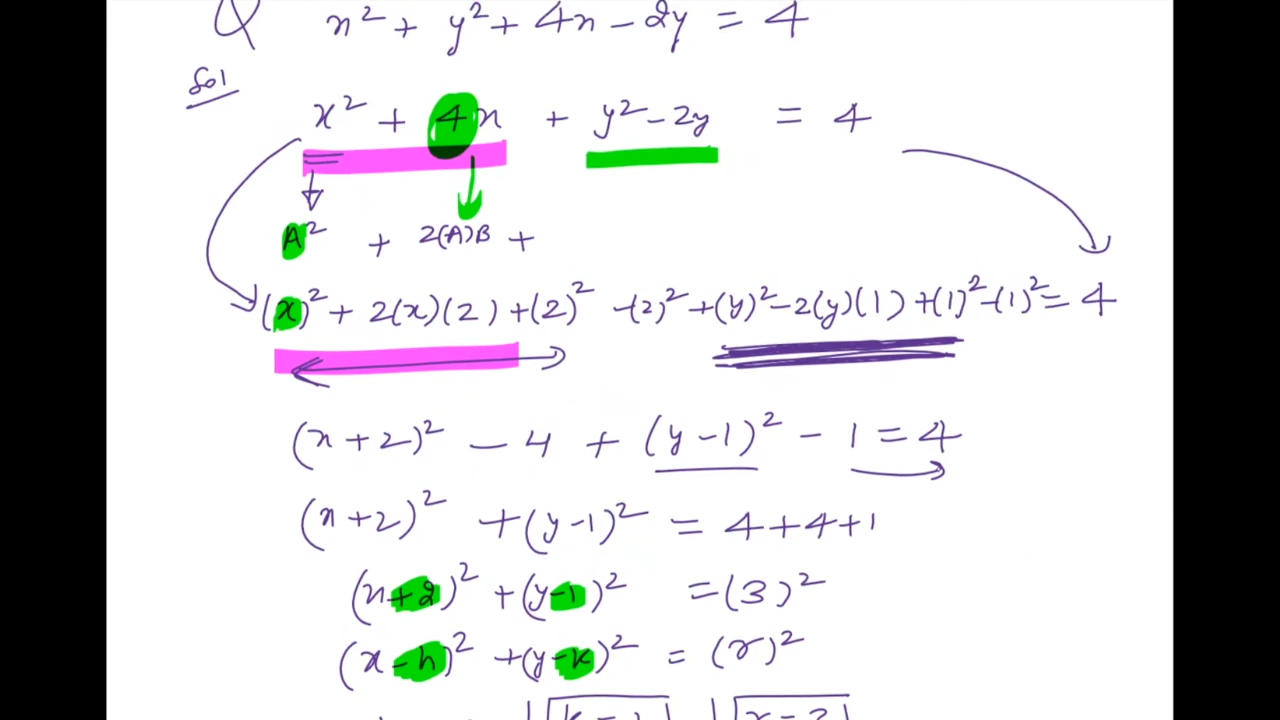 Q x² + y² + 4x - 2y = 4
Sol
x² + 4x + y² - 2y = 4
A² + 2(A)B +
(x)² + 2(x)(2) + (2)² - (2)² + (y)² - 2(y)(1) + (1)² - (1)² = 4
(x + 2)² - 4 + (y - 1)² - 1 = 4
(x + 2)² + (y - 1)² = 4 + 4 + 1
(x + 2)² + (y - 1)² = (3)²
(x - h)² + (y - k)² = (r)²